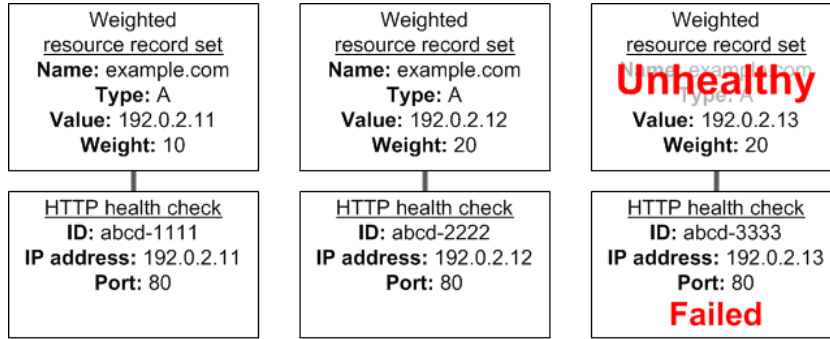 Weighted
resource record set
Name: example.com
Type: A
Value: 192.0.2.11
Weight: 10
HTTP health check
ID: abcd-1111
IP address: 192.0.2.11
Port: 80
Weighted
resource record set
Name: example.com
Type: A
Value: 192.0.2.12
Weight: 20
HTTP health check
ID: abcd-2222
IP address: 192.0.2.12
Port: 80
Weighted
resource record set
Name: example.com
Unhealthy
Type: A
Value: 192.0.2.13
Weight: 20
HTTP health check
ID: abcd-3333
IP address: 192.0.2.13
Port: 80
Failed